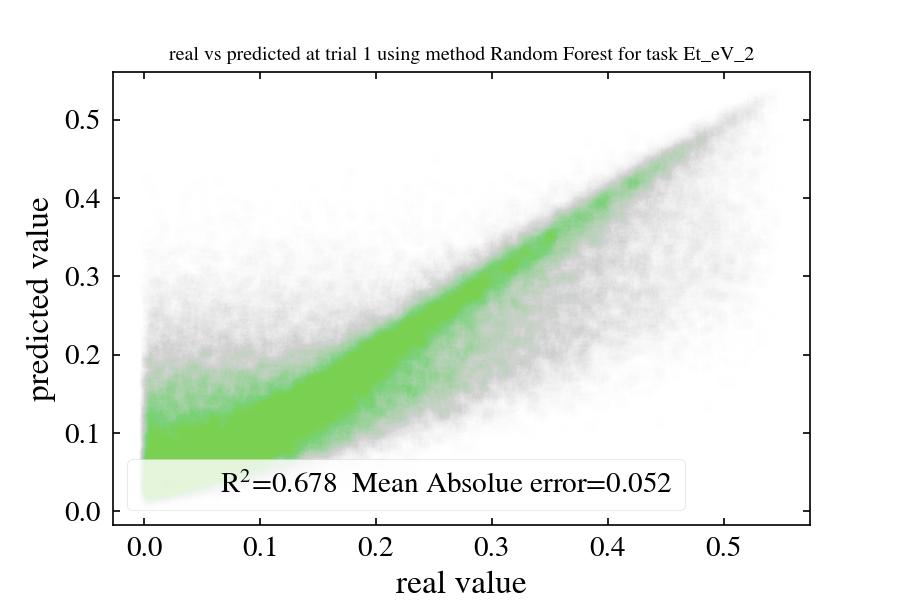 real vs predicted at trial 1 using method Random Forest for task Et_eV_2
predicted value
0.5
0.4
0.3
0.2
0.1
0.0
R²=0.678 Mean Absolue error=0.052
0.0 0.1 0.2 0.3 0.4 0.5
real value